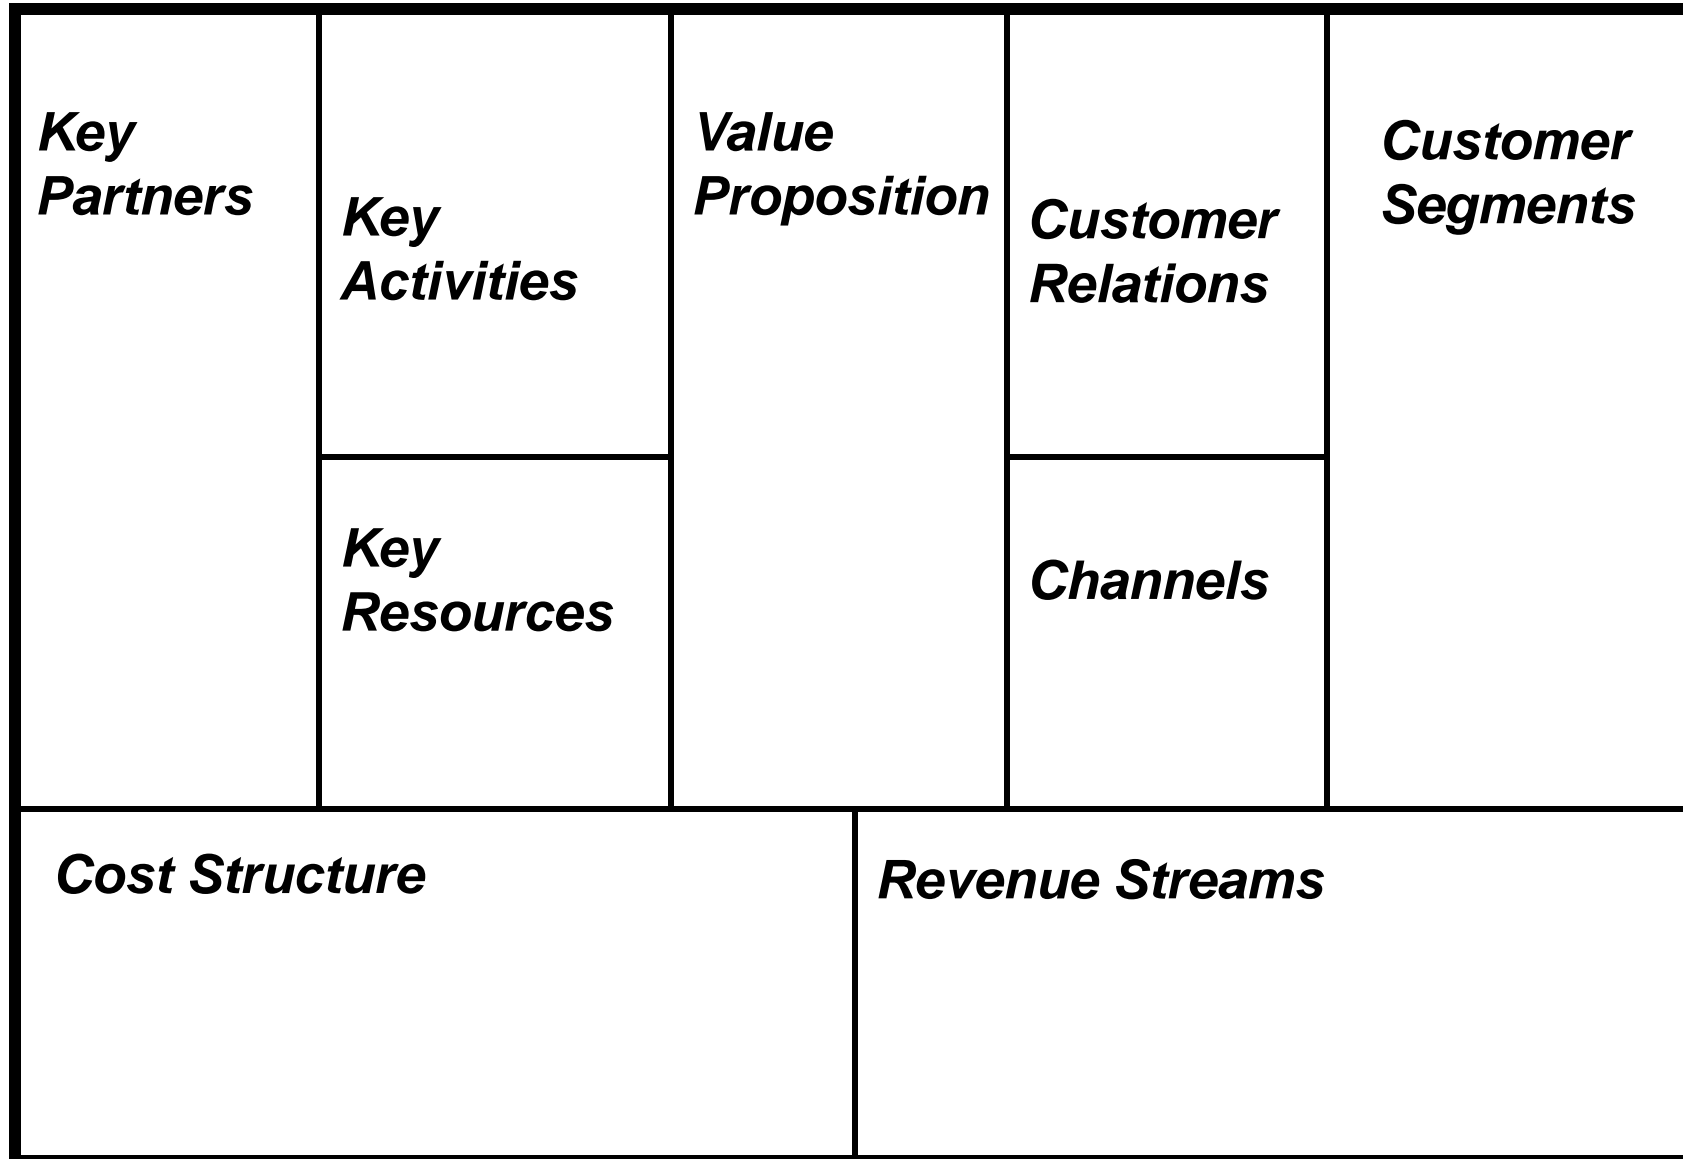 Key
Partners
Key
Activities
Key
Resources
Value
Proposition
Customer
Relations
Channels
Customer
Segments
Cost Structure
Revenue Streams